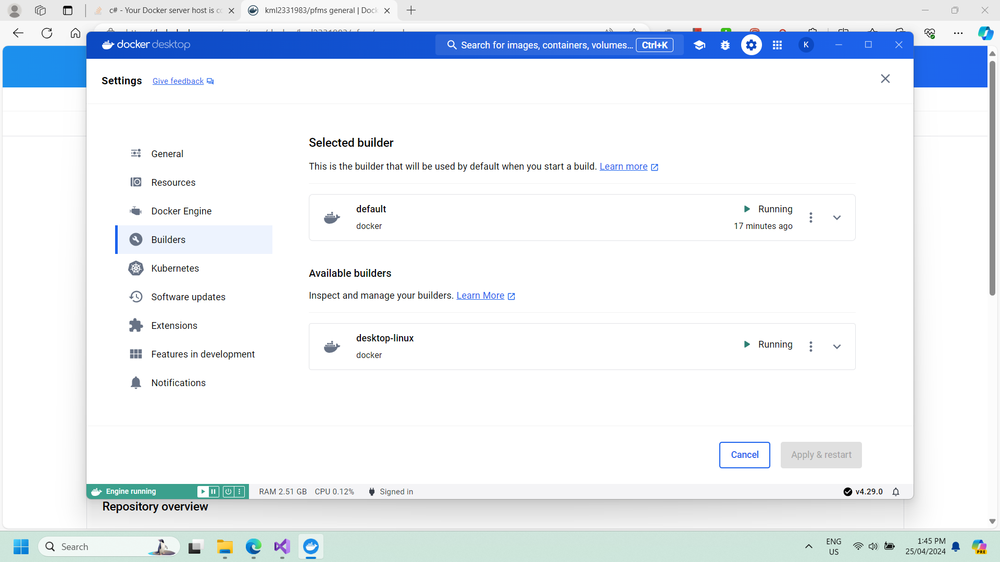 c# - Your Docker server host is co
kml2331983/pfms general | Dock
docker desktop
Search for images, containers, volumes... Ctrl+K
K
Settings
Give feedback
General
Resources
Docker Engine
Builders
Kubernetes
Software updates
Extensions
Features in development
Notifications
Selected builder
This is the builder that will be used by default when you start a build. Learn more
default
docker
Running
17 minutes ago
Available builders
Inspect and manage your builders. Learn More
desktop-linux
docker
Running
Cancel
Apply & restart
Engine running
RAM 2.51 GB CPU 0.12%
Signed in
v4.29.0
Repository overview
Search
ENG
US
1:45 PM
25/04/2024
PRE